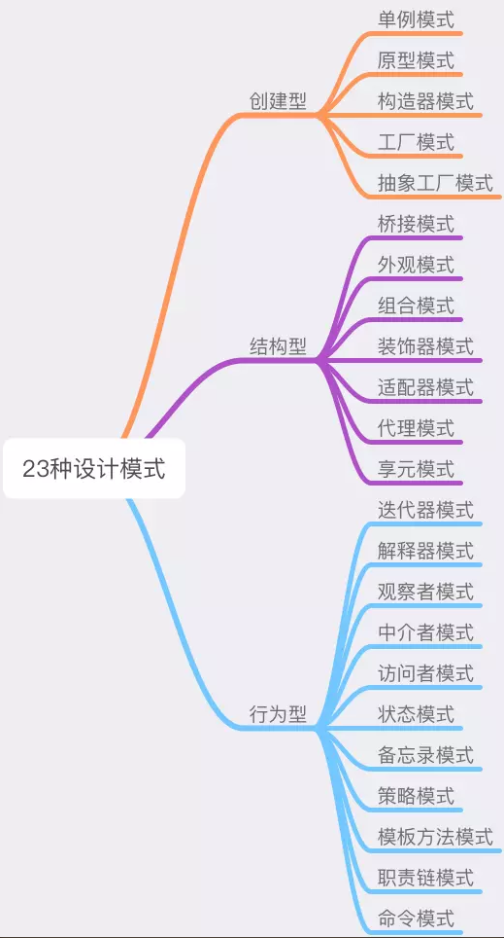 23种设计模式
创建型
单例模式
原型模式
构造器模式
工厂模式
抽象工厂模式
结构型
桥接模式
外观模式
组合模式
装饰器模式
适配器模式
代理模式
享元模式
行为型
迭代器模式
解释器模式
观察者模式
中介者模式
访问者模式
状态模式
备忘录模式
策略模式
模板方法模式
职责链模式
命令模式